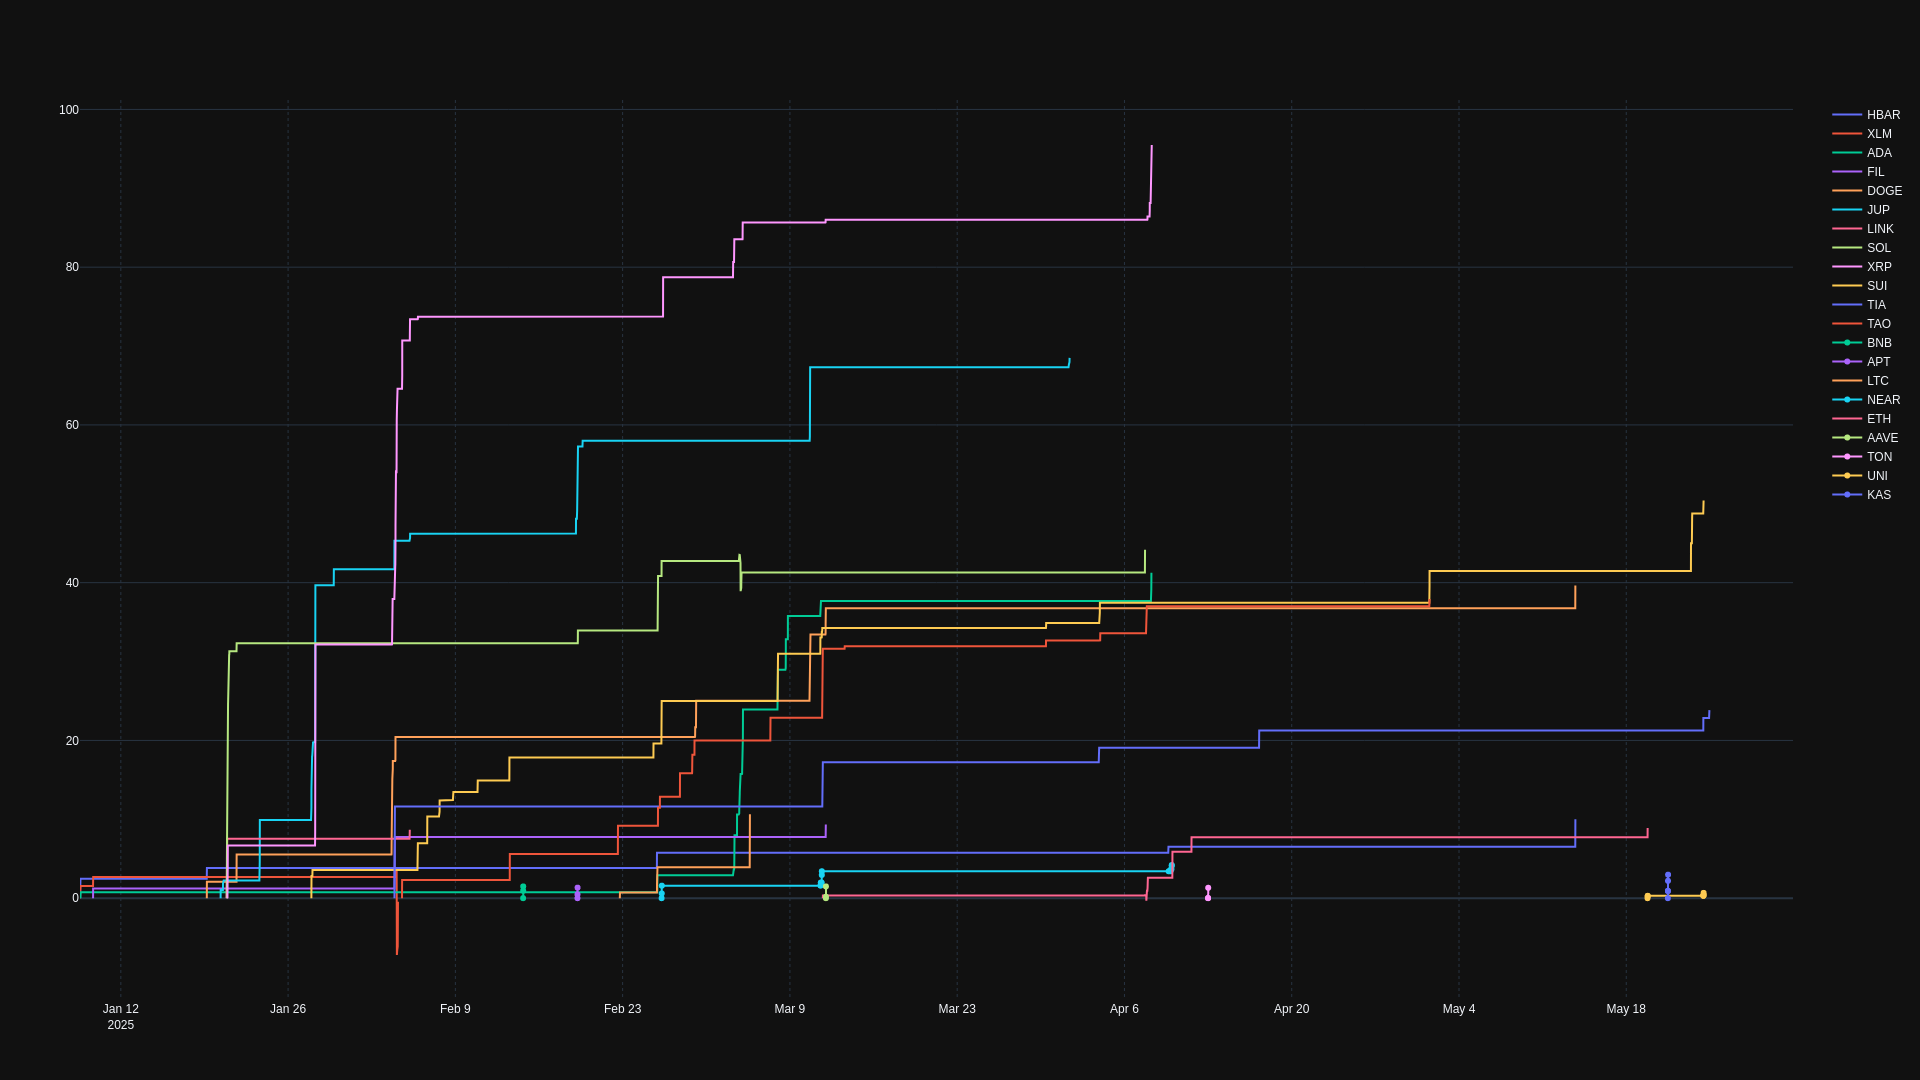 100
80
60
40
20
0
Jan 12
2025
Jan 26
Feb 9
Feb 23
Mar 9
Mar 23
Apr 6
Apr 20
May 4
May 18
HBAR
XLM
ADA
FIL
DOGE
JUP
LINK
SOL
XRP
SUI
TIA
TAO
BNB
APT
LTC
NEAR
ETH
AAVE
TON
UNI
KAS